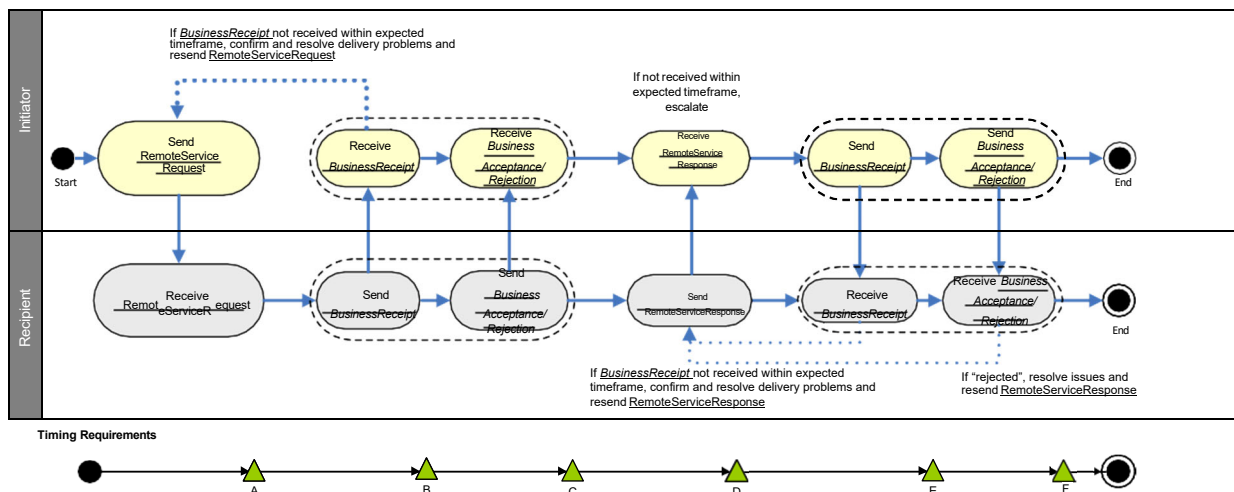 If BusinessReceipt not received within expected
timeframe, confirm and resolve delivery problems and
resend RemoteServiceRequest
If not received within
expected timeframe,
escalate
Initiator
Start
Send
RemoteService
Request
Receive
BusinessReceipt
Receive
Business
Acceptance/
Rejection
Receive
RemoteService
Response
Send
BusinessReceipt
Send
Business
Acceptance/
Rejection
End
Recipient
Receive
Remot equest
eServiceR
Send
BusinessReceipt
Send
Business
Acceptance/
Rejection
Send
RemoteServiceResponse
Receive
BusinessReceipt
Receive Business
Acceptance/
Rejection
End
If BusinessReceipt not received within expected
timeframe, confirm and resolve delivery problems and
resend RemoteServiceResponse
If “rejected”, resolve issues and
resend RemoteServiceResponse
Timing Requirements
A
B
C
D
E
F